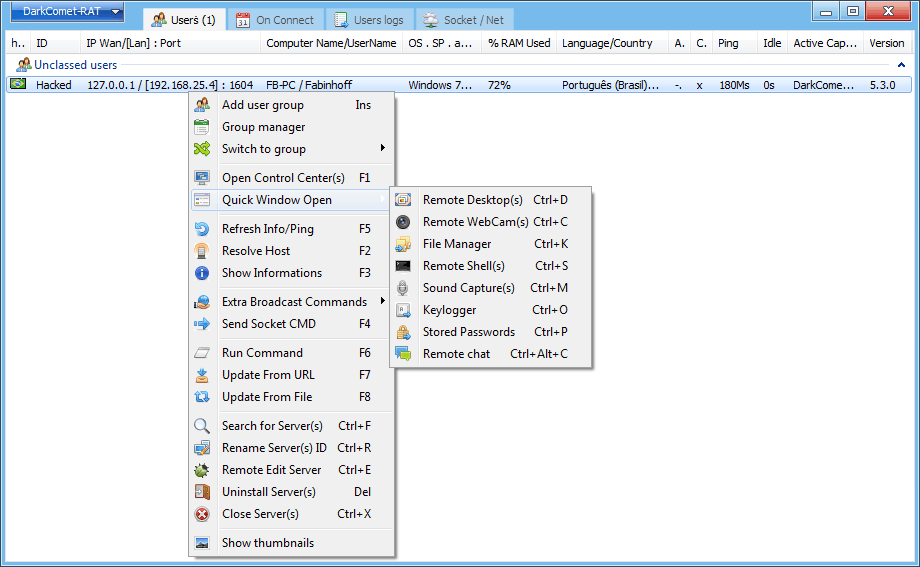 DarkComet-RAT
Users (1)
On Connect
Users logs
Socket / Net
h.. ID IP Wan/[Lan] : Port Computer Name/UserName OS . SP . a... % RAM Used Language/Country A. C. Ping Idle Active Cap... Version
Unclassed users
Hacked 127.0.0.1 / [192.168.25.4] : 1604 FB-PC / Fabinhoff Windows 7... 72% Português (Brasil)... -. x 180Ms 0s DarkCome... 5.3.0
Add user group Ins
Group manager
Switch to group
Open Control Center(s) F1
Quick Window Open
Refresh Info/Ping F5
Resolve Host F2
Show Informations F3
Extra Broadcast Commands
Send Socket CMD F4
Run Command F6
Update From URL F7
Update From File F8
Search for Server(s) Ctrl+F
Rename Server(s) ID Ctrl+R
Remote Edit Server Ctrl+E
Uninstall Server(s) Del
Close Server(s) Ctrl+X
Show thumbnails
Remote Desktop(s) Ctrl+D
Remote WebCam(s) Ctrl+C
File Manager Ctrl+K
Remote Shell(s) Ctrl+S
Sound Capture(s) Ctrl+M
Keylogger Ctrl+O
Stored Passwords Ctrl+P
Remote chat Ctrl+Alt+C